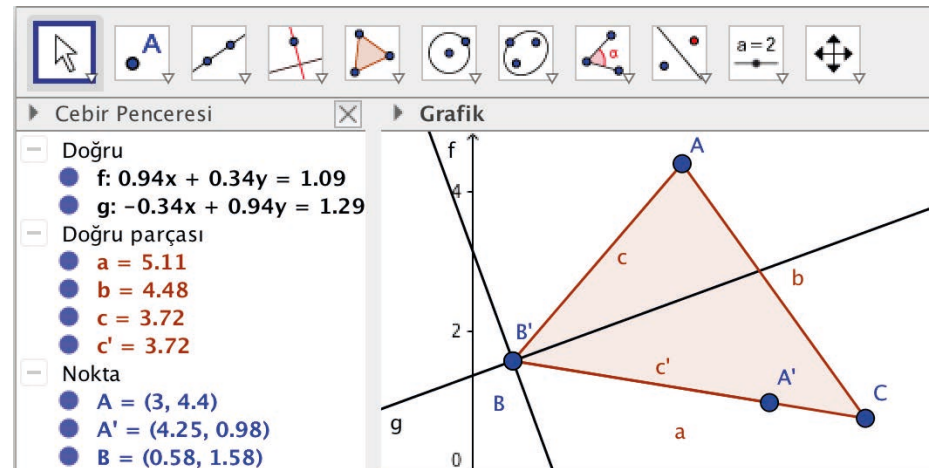 A
α
a=2
Cebir Penceresi
Grafik
Doğru
f: 0.94x + 0.34y = 1.09
g: −0.34x + 0.94y = 1.29
Doğru parçası
a = 5.11
b = 4.48
c = 3.72
c' = 3.72
Nokta
A = (3, 4.4)
A' = (4.25, 0.98)
B = (0.58, 1.58)
f
A
4
c
b
2
B'
c'
A'
C
B
g
a
0